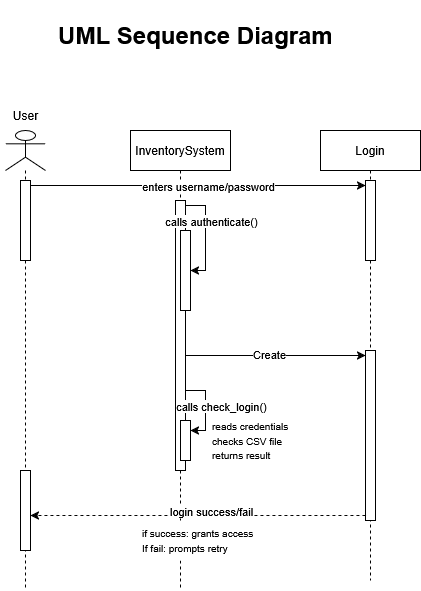 UML Sequence Diagram
User
InventorySystem
Login
enters username/password
calls authenticate()
Create
calls check_login()
reads credentials
checks CSV file
returns result
login success/fail
if success: grants access
If fail: prompts retry